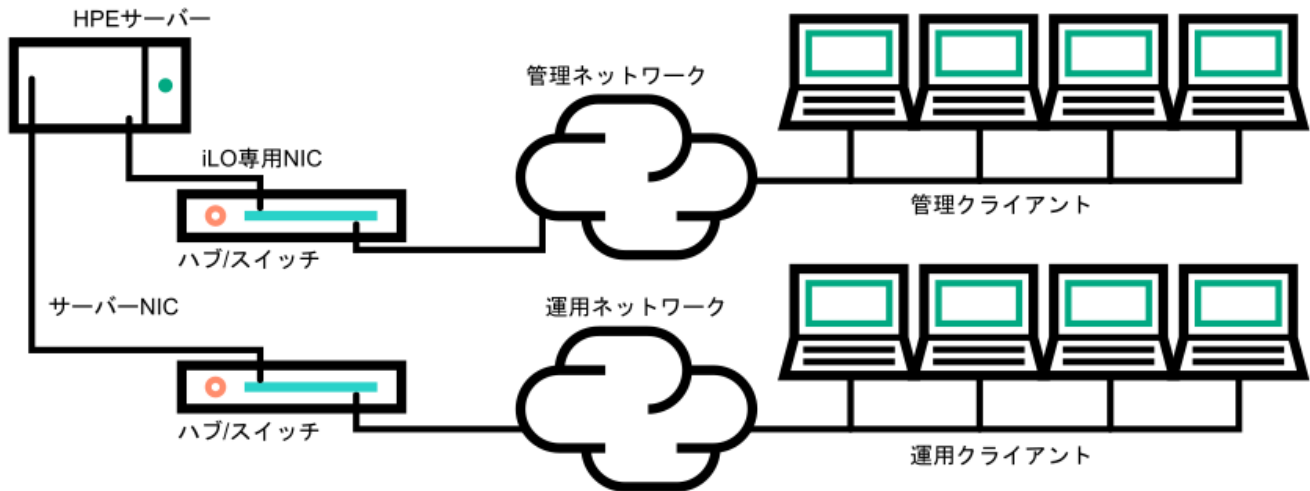 HPEサーバー
管理ネットワーク
iLO専用NIC
管理クライアント
ハブ/スイッチ
サーバーNIC
運用ネットワーク
ハブ/スイッチ
運用クライアント